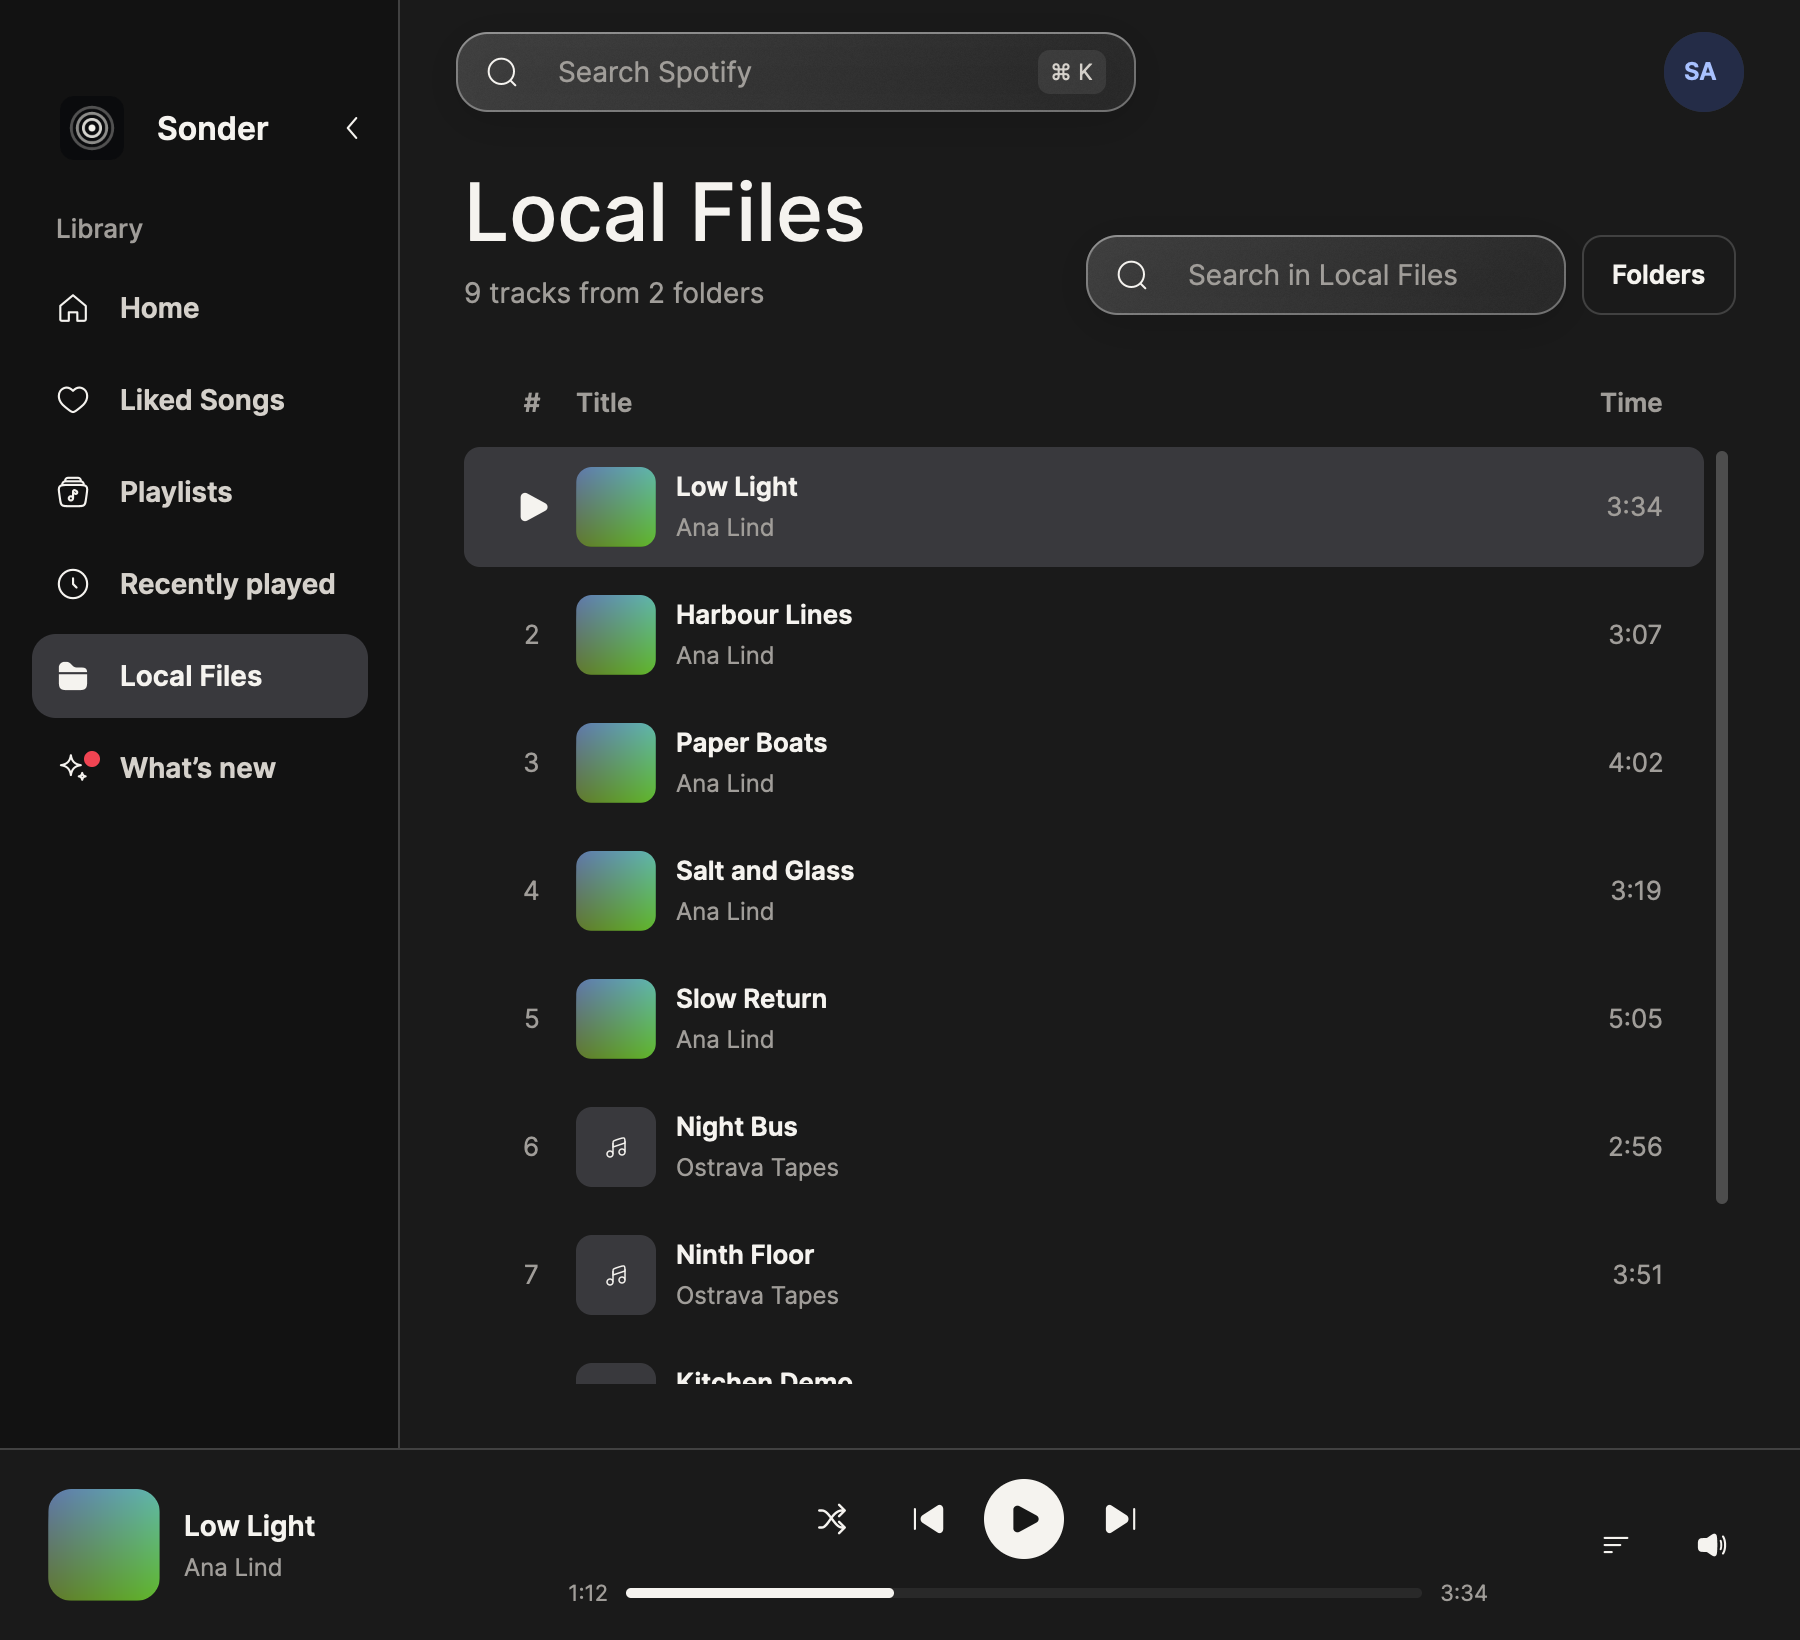 Sonder
Library
Home
Liked Songs
Playlists
Recently played
Local Files
What’s new
Search Spotify
⌘ K
SA
Local Files
9 tracks from 2 folders
Search in Local Files
Folders
# Title Time
Low Light
Ana Lind
3:34
2
Harbour Lines
Ana Lind
3:07
3
Paper Boats
Ana Lind
4:02
4
Salt and Glass
Ana Lind
3:19
5
Slow Return
Ana Lind
5:05
6
Night Bus
Ostrava Tapes
2:56
7
Ninth Floor
Ostrava Tapes
3:51
Kitchen Demo
Low Light
Ana Lind
1:12
3:34